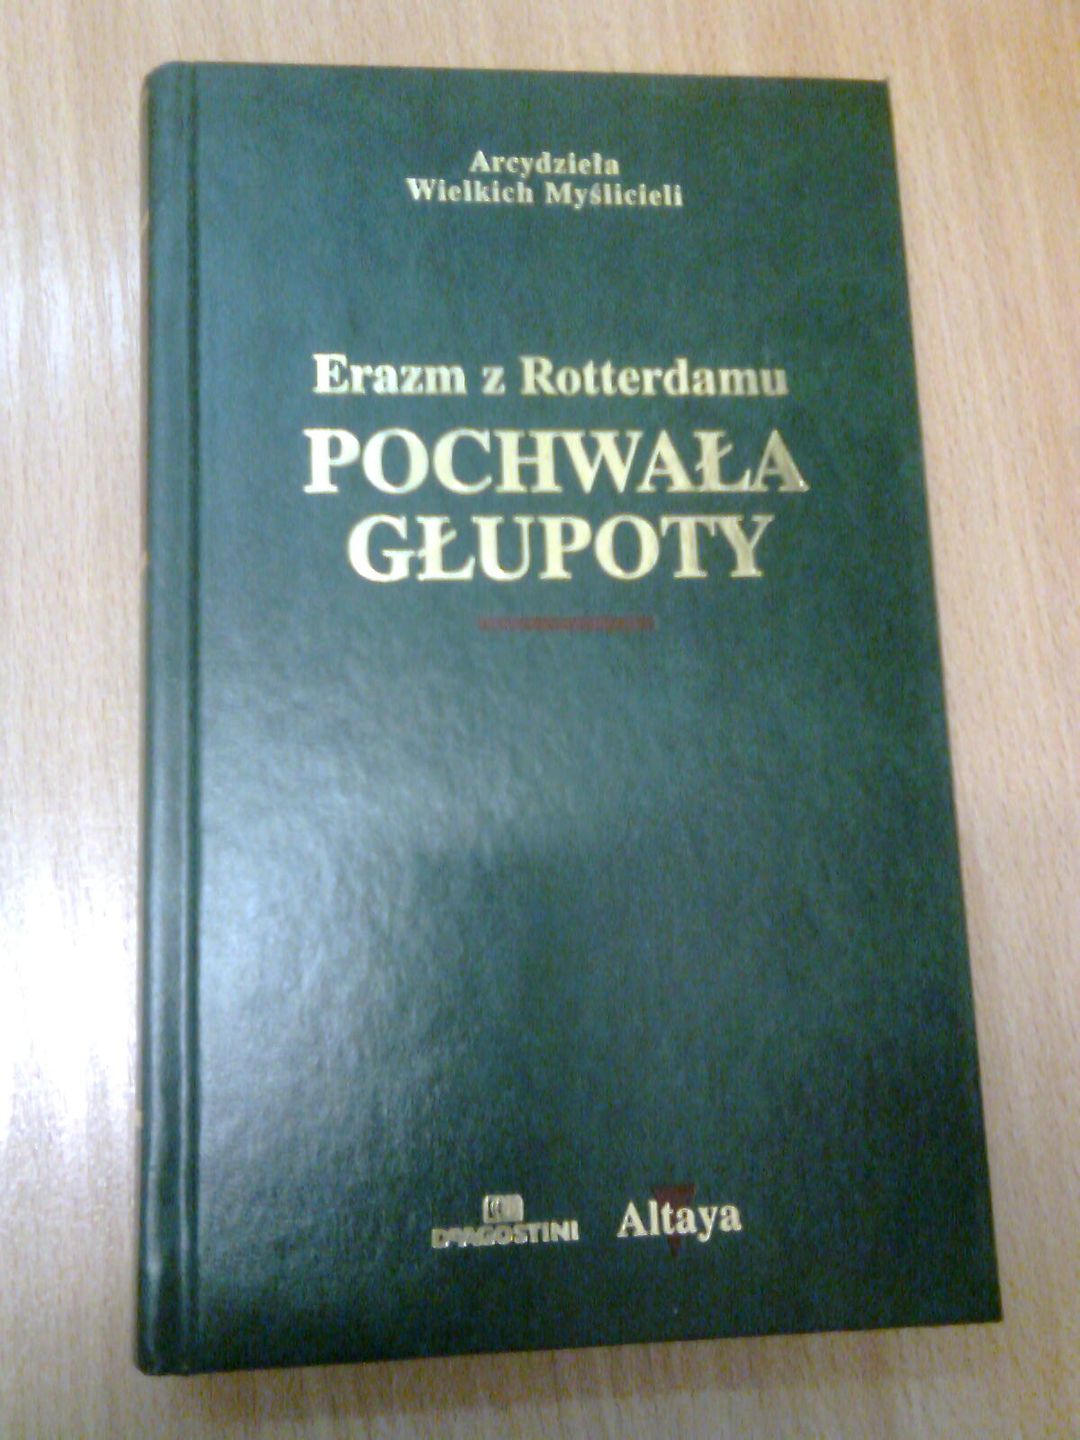 Arcydzieła
Wielkich Myślicieli
Erazm z Rotterdamu
POCHWAŁA
GŁUPOTY
DeAGOSTINI
Altaya